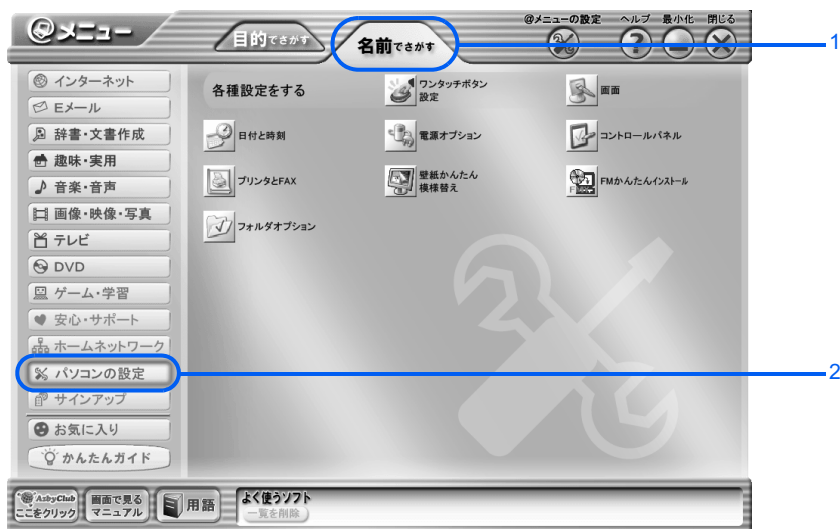 @メニュー
目的でさがす
名前でさがす
@メニューの設定 ヘルプ 最小化 閉じる
1
インターネット
Eメール
辞書・文書作成
趣味・実用
音楽・音声
画像・映像・写真
テレビ
DVD
ゲーム・学習
安心・サポート
ホームネットワーク
パソコンの設定
2
サインアップ
お気に入り
かんたんガイド
各種設定をする
ワンタッチボタン
設定
画面
日付と時刻
電源オプション
コントロールパネル
プリンタとFAX
壁紙かんたん
模様替え
FMかんたんインストール
フォルダオプション
AzbyClub
ここをクリック
画面で見る
マニュアル
用語
よく使うソフト
一覧を削除